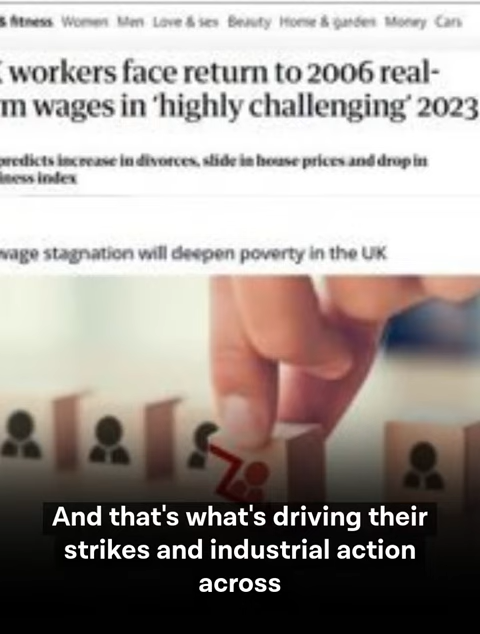 & fitness Women Men Love & sex Beauty Home & garden Money Cars
workers face return to 2006 real-
m wages in 'highly challenging' 2023
predicts increase in divorces, slide in house prices and drop in
iness index
wage stagnation will deepen poverty in the UK
And that's what's driving their
strikes and industrial action
across